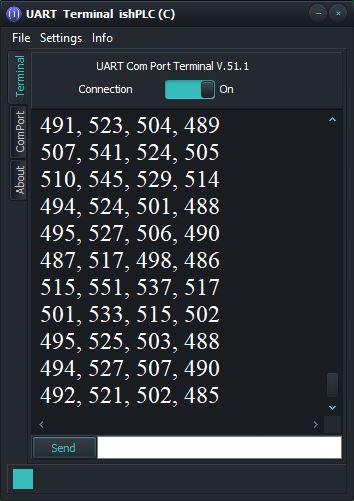 UART Terminal ishPLC (C)
File Settings Info
UART Com Port Terminal V.51.1
Connection On
Terminal
ComPort
About
491, 523, 504, 489
507, 541, 524, 505
510, 545, 529, 514
494, 524, 501, 488
495, 527, 506, 490
487, 517, 498, 486
515, 551, 537, 517
501, 533, 515, 502
495, 525, 503, 488
494, 527, 507, 490
492, 521, 502, 485
Send